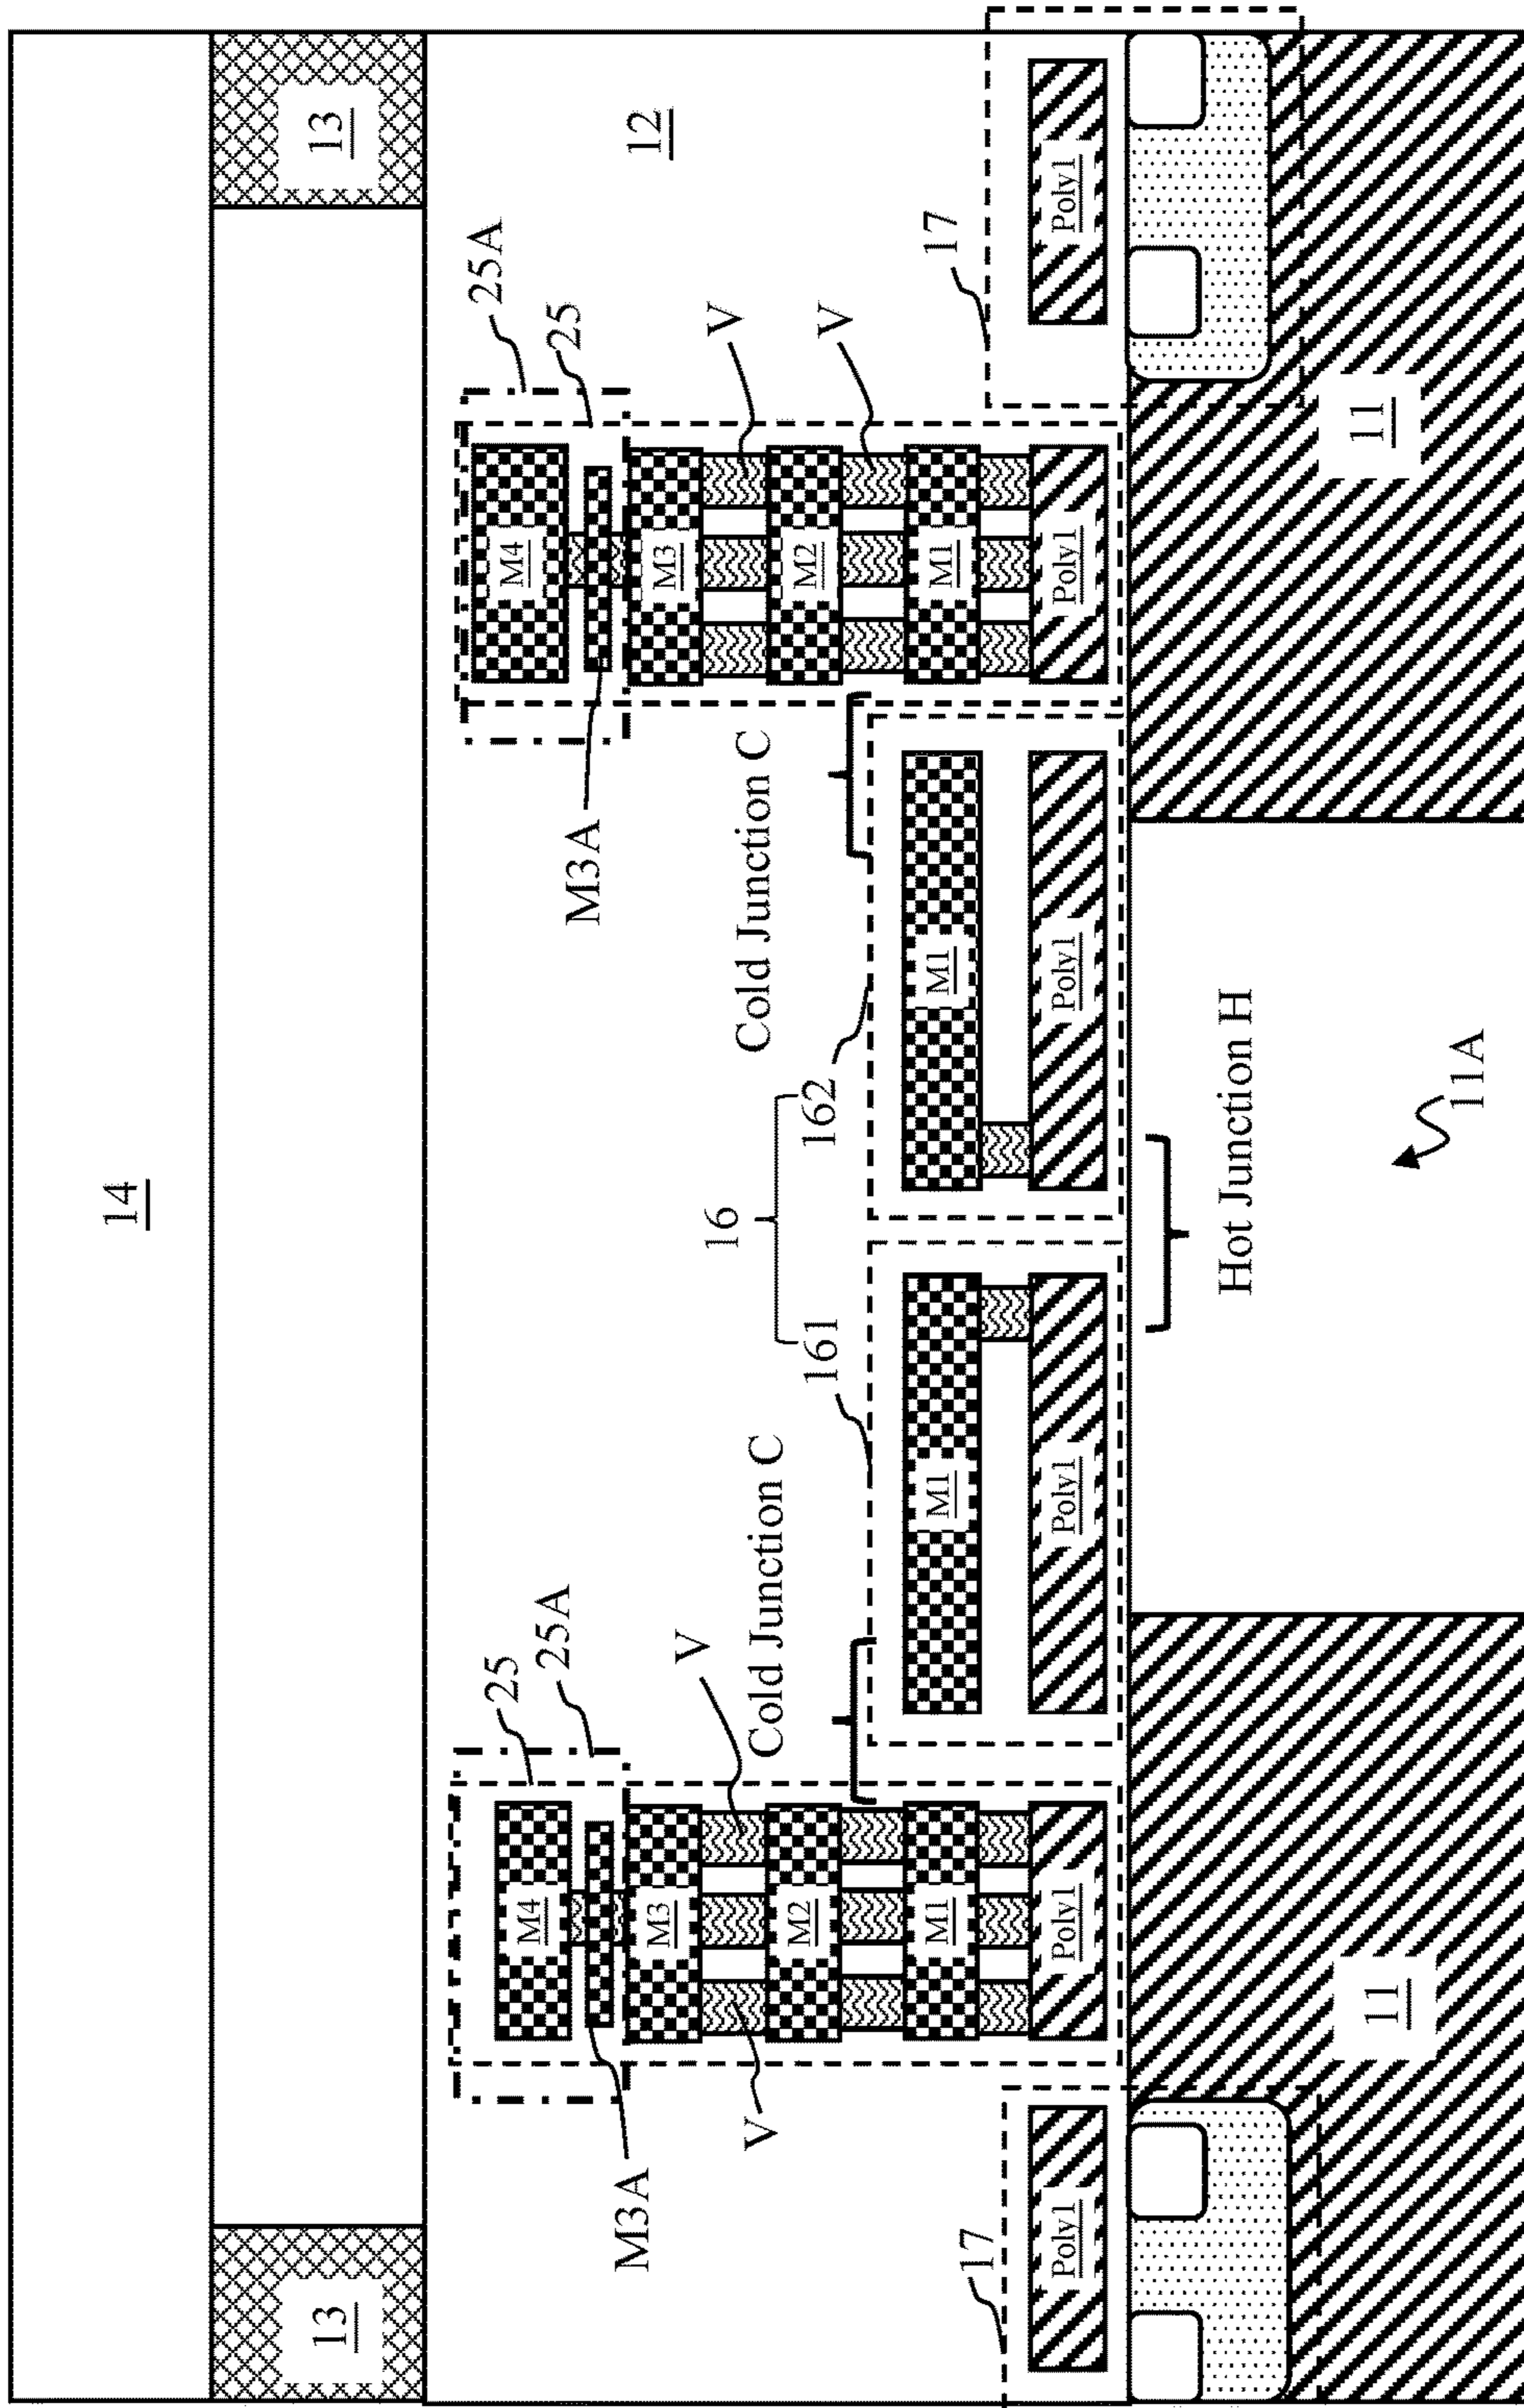 14
13
13
25
25A
25A
25
12
M3A
M3A
M4
M4
M3
M3
V
V
V
V
Cold Junction C
Cold Junction C
16
161
162
M2
M2
17
17
M1
M1
M1
M1
Poly1
Poly1
Poly1
Poly1
Poly1
Poly1
Hot Junction H
11
11
11A